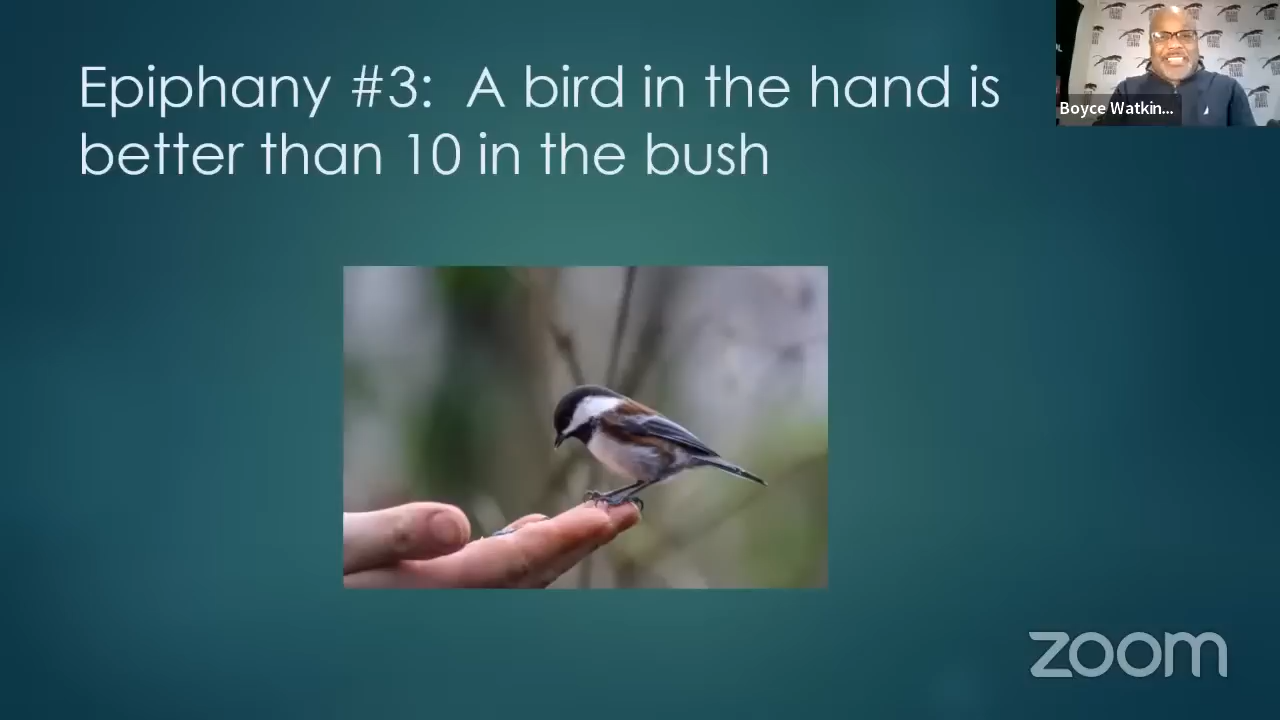 Epiphany #3:  A bird in the hand is
better than 10 in the bush
Boyce Watkin...
zoom